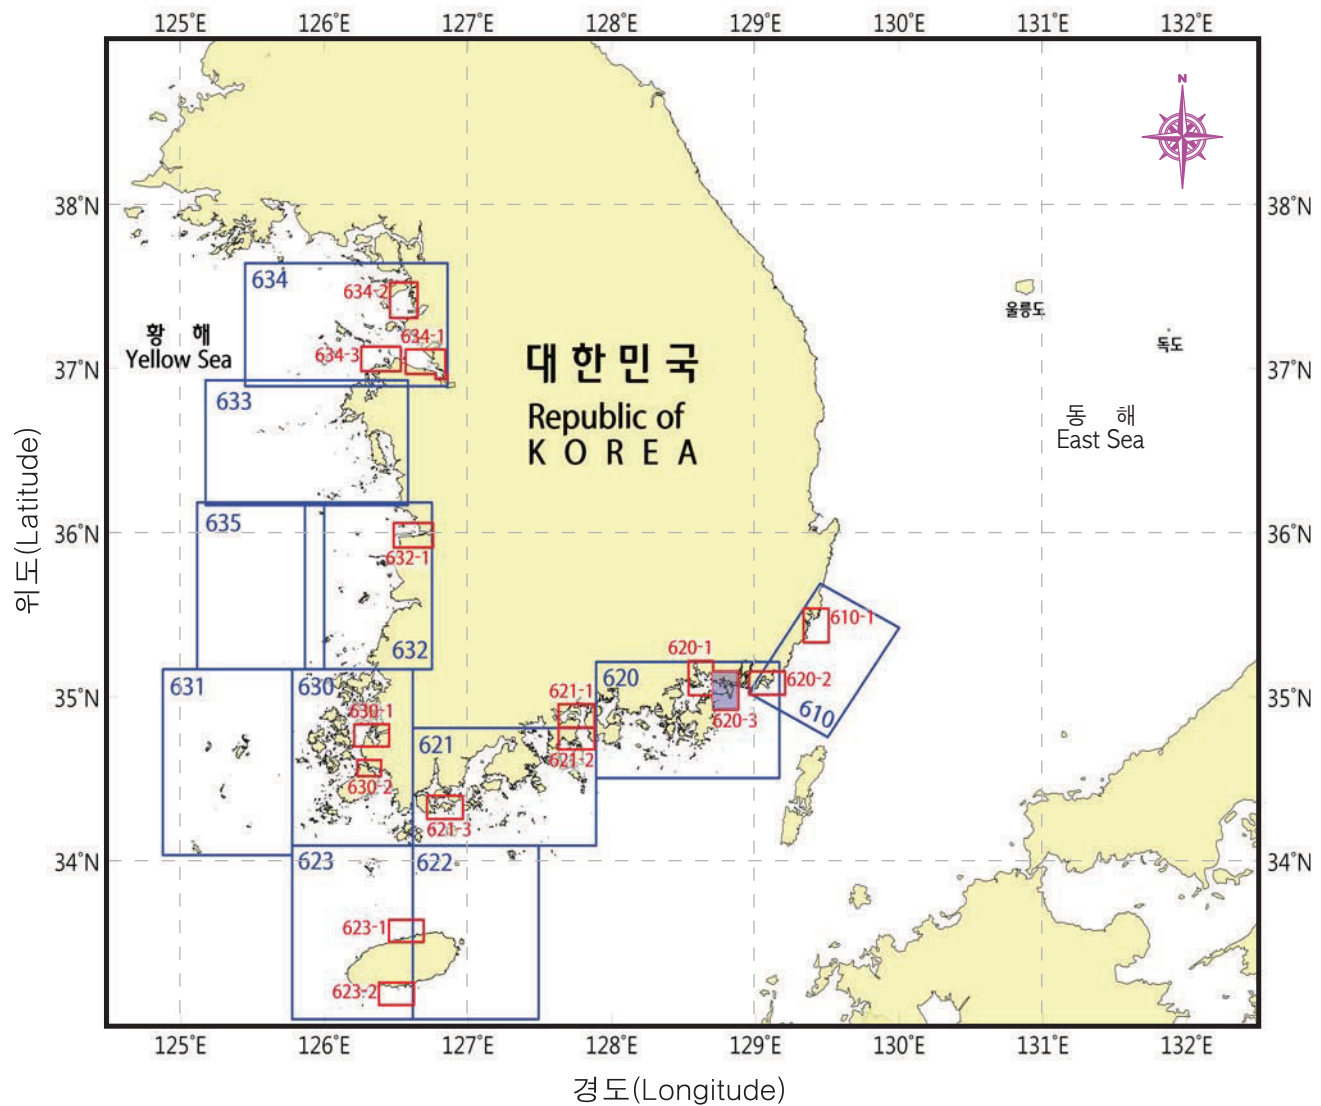 125°E 126°E 127°E 128°E 129°E 130°E 131°E 132°E
N
38°N 38°N
634
634-2
울릉도
황 해
Yellow Sea
634-1
634-3
독도
대한민국
37°N 37°N
633
Republic of
KOREA
동 해
East Sea
635
36°N 36°N
632-1
위도(Latitude)
610-1
632
620-1
631 630 620 620-2
621-1
35°N 35°N
630-1 620-3 610
621
621-2
630-2
621-3
623 622
34°N 34°N
623-1
623-2
125°E 126°E 127°E 128°E 129°E 130°E 131°E 132°E
경도(Longitude)